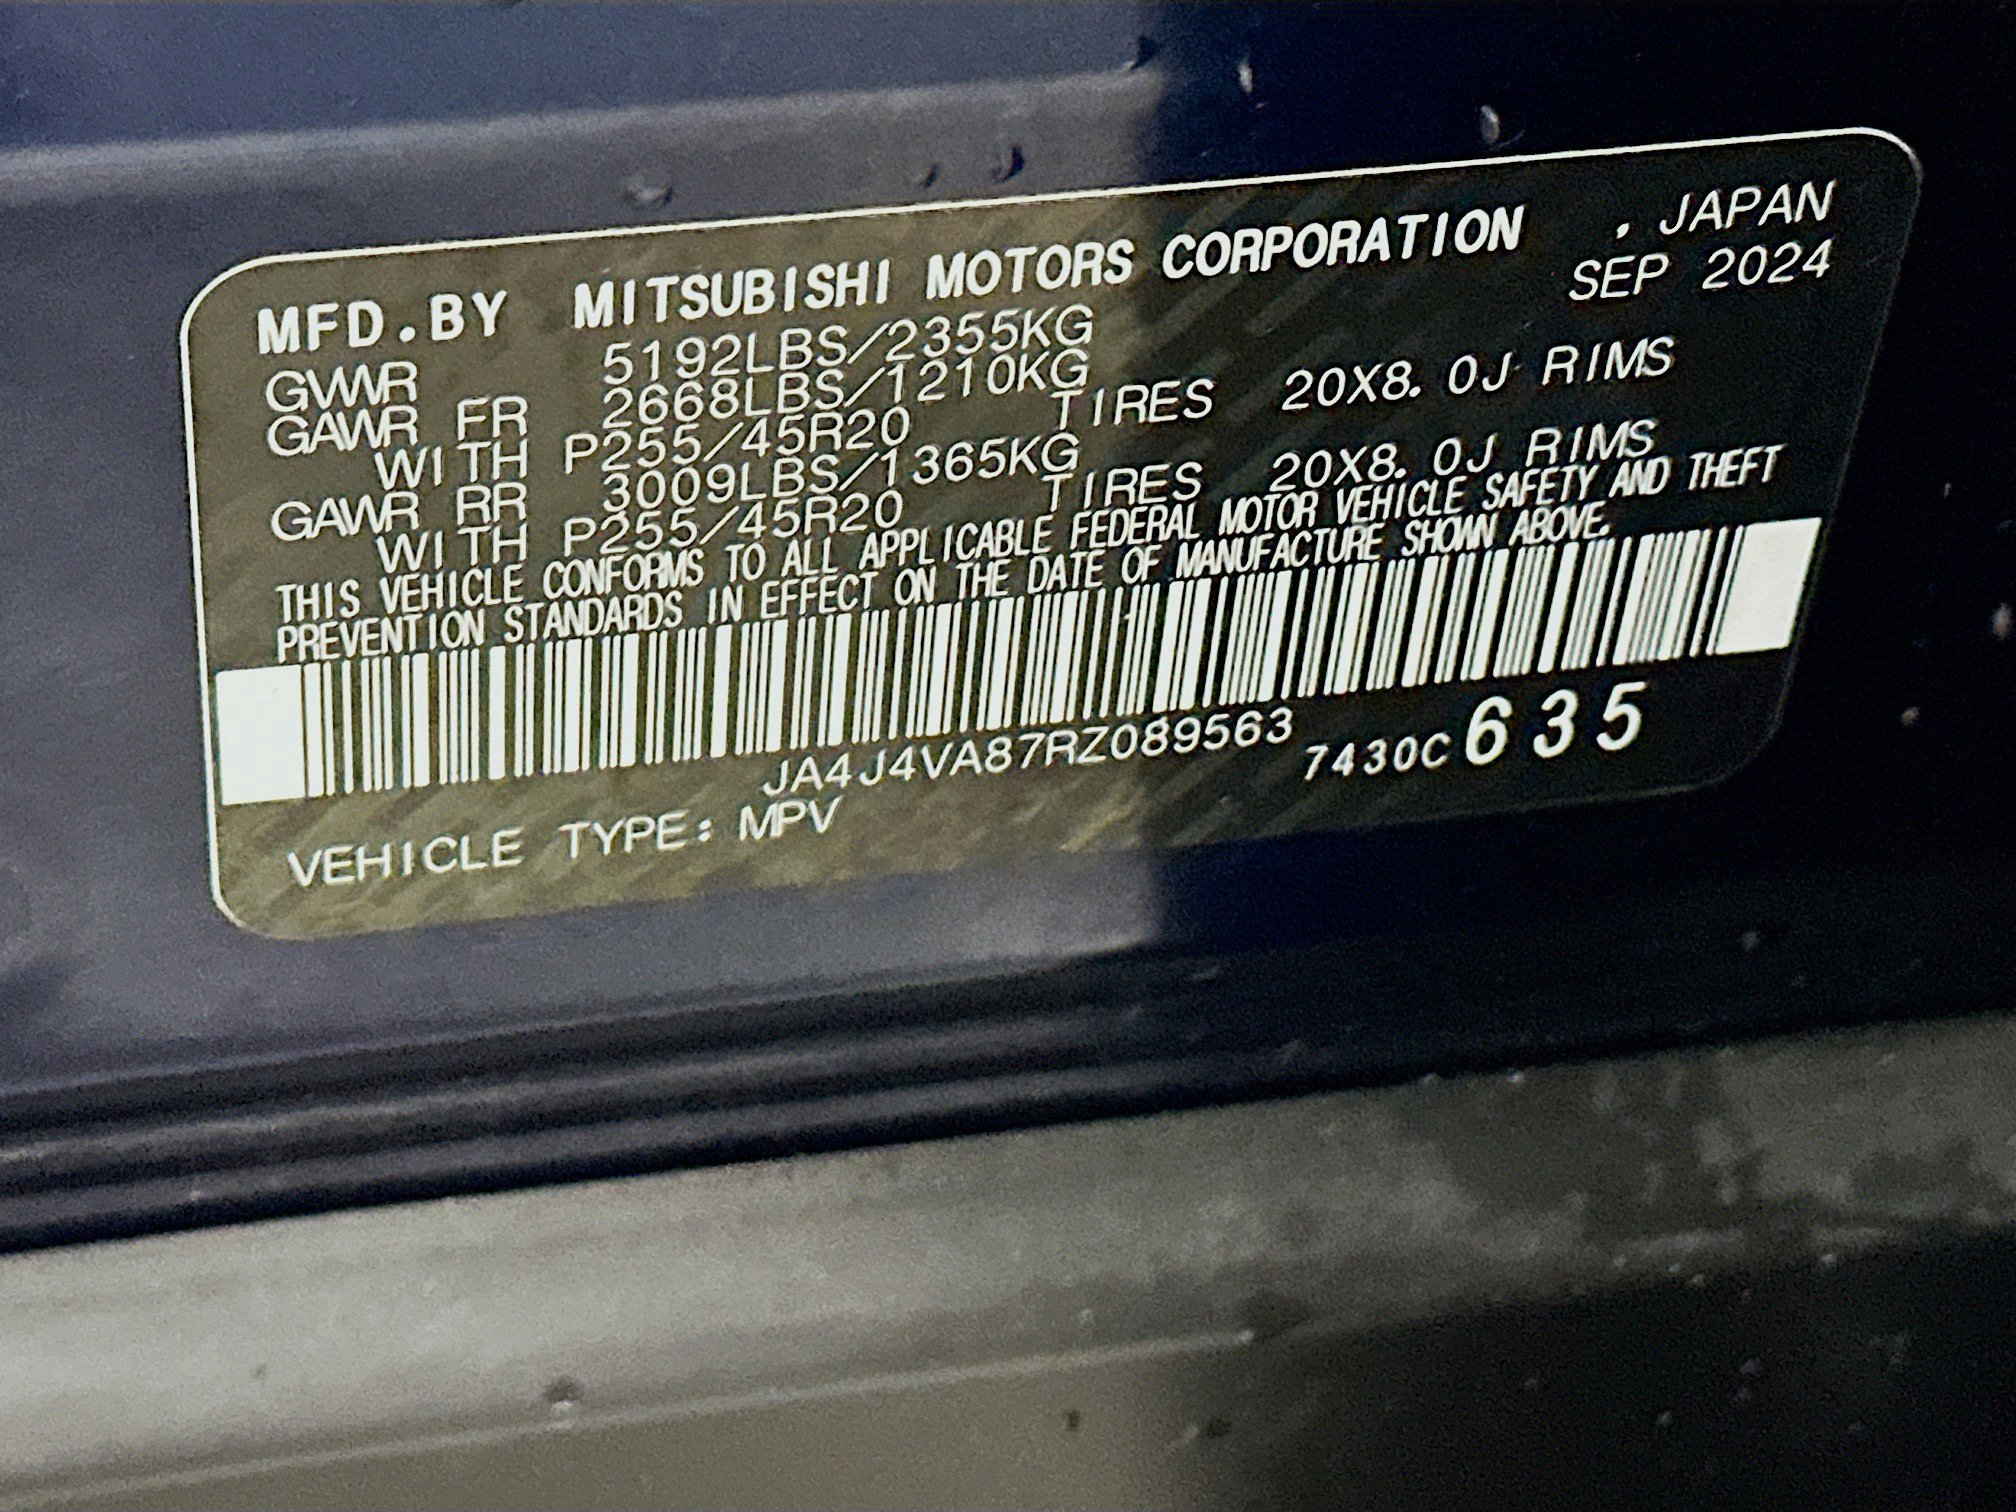 MFD.BY MITSUBISHI MOTORS CORPORATION . JAPAN
SEP 2024
GVWR 5192LBS/2355KG
GAWR FR 2668LBS/1210KG
WITH P255/45R20 TIRES 20X8.0J RIMS
GAWR RR 3009LBS/1365KG
WITH P255/45R20 TIRES 20X8.0J RIMS
THIS VEHICLE CONFORMS TO ALL APPLICABLE FEDERAL MOTOR VEHICLE SAFETY AND THEFT
PREVENTION STANDARDS IN EFFECT ON THE DATE OF MANUFACTURE SHOWN ABOVE.
JA4J4VA87RZ089563
7430C635
VEHICLE TYPE: MPV